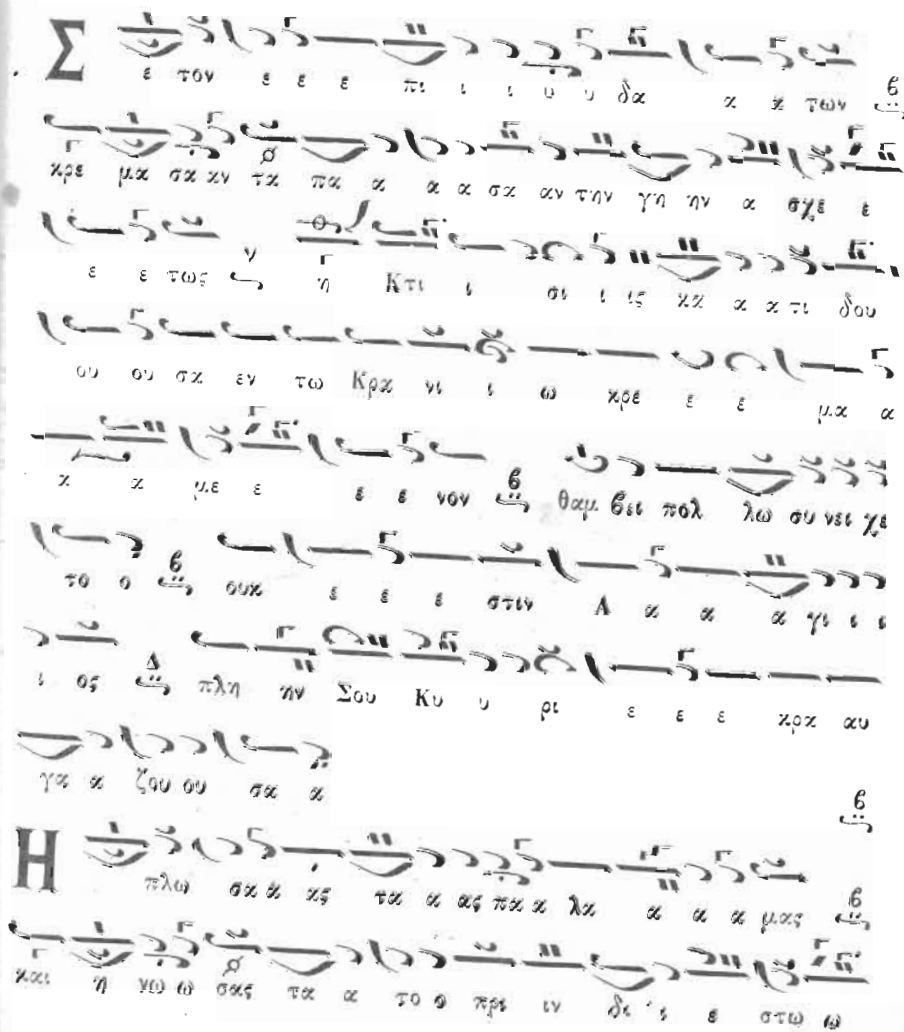 Σ ε τον ε ε ε πι ι ι υ υ δα α α των β
κρε μα σα αν τα πα α α α σα αν την γη ην α σχε ε
ε ε τως ν η Κτι ι σι ι ις κα α α τι δου
ου ου σα εν τω Κρα νι ι ω κρε ε ε μα α
α α με ε ε ε νον β θαμ βει πολ λω συ νει χε
το ο β ουκ ε ε ε στιν Α α α α γι ι ι
ι ος Δ πλη ην Σου Κυ υ ρι ε ε ε κρα αυ
γα α ζου ου σα α
β
Η πλω σα α ας τα α ας πα α λα α α α μας β
και η νω ω σας τα α το ο πρι ιν δι ι ε στω ω